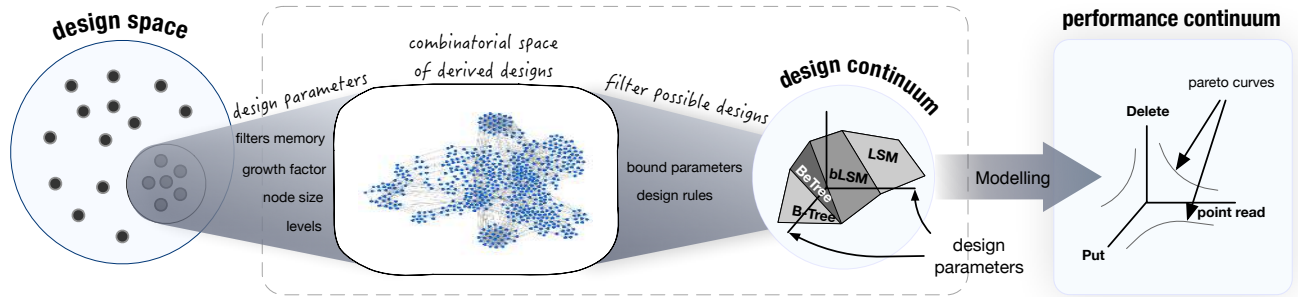 design space
design parameters
filters memory
growth factor
node size
levels
combinatorial space
of derived designs
filter possible designs
bound parameters
design rules
design continuum
LSM
bLSM
BeTree
B-Tree
design
parameters
Modelling
performance continuum
pareto curves
Delete
point read
Put